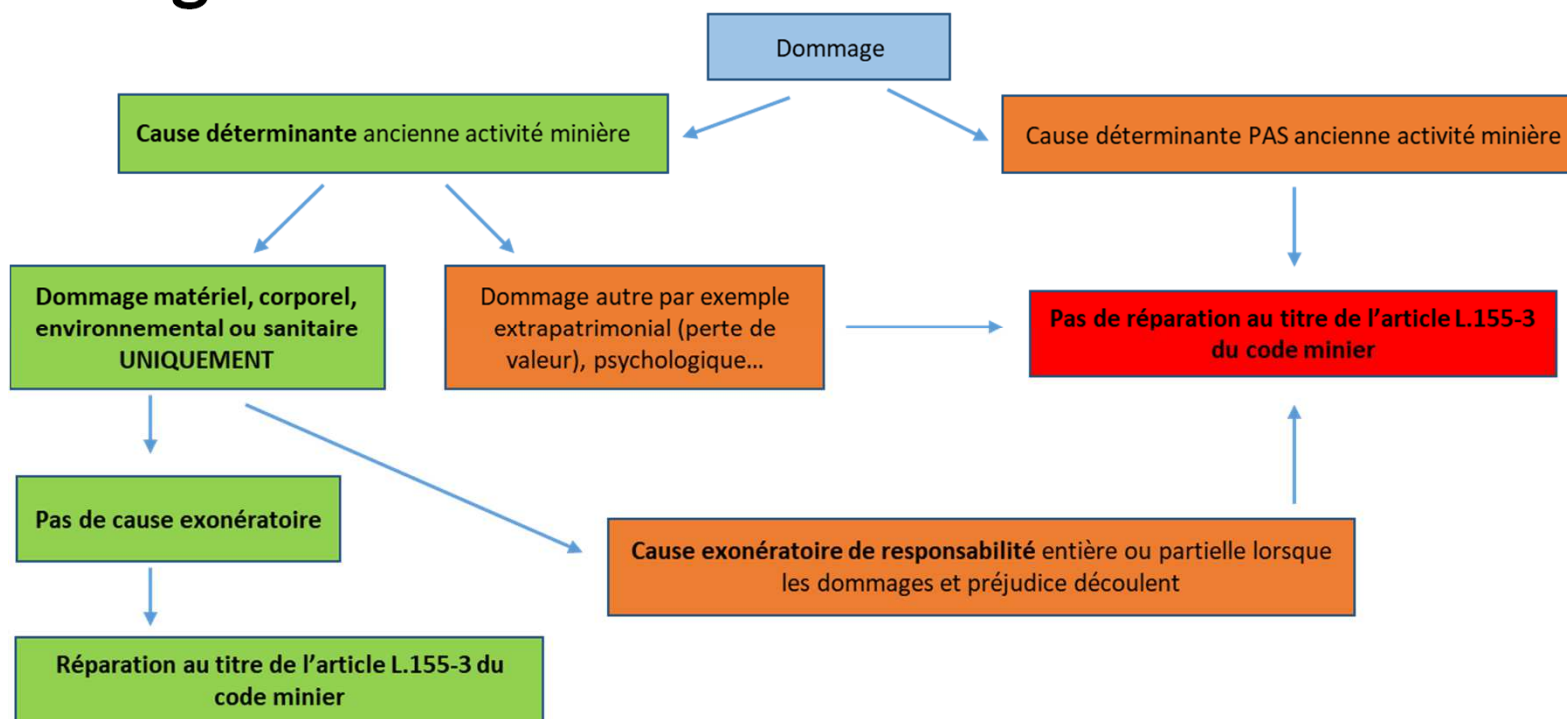 Dommage
Cause déterminante ancienne activité minière
Cause déterminante PAS ancienne activité minière
Dommage matériel, corporel,
environnemental ou sanitaire
UNIQUEMENT
Dommage autre par exemple
extrapatrimonial (perte de
valeur), psychologique…
Pas de réparation au titre de l’article L.155-3
du code minier
Pas de cause exonératoire
Cause exonératoire de responsabilité entière ou partielle lorsque
les dommages et préjudice découlent
Réparation au titre de l’article L.155-3 du
code minier